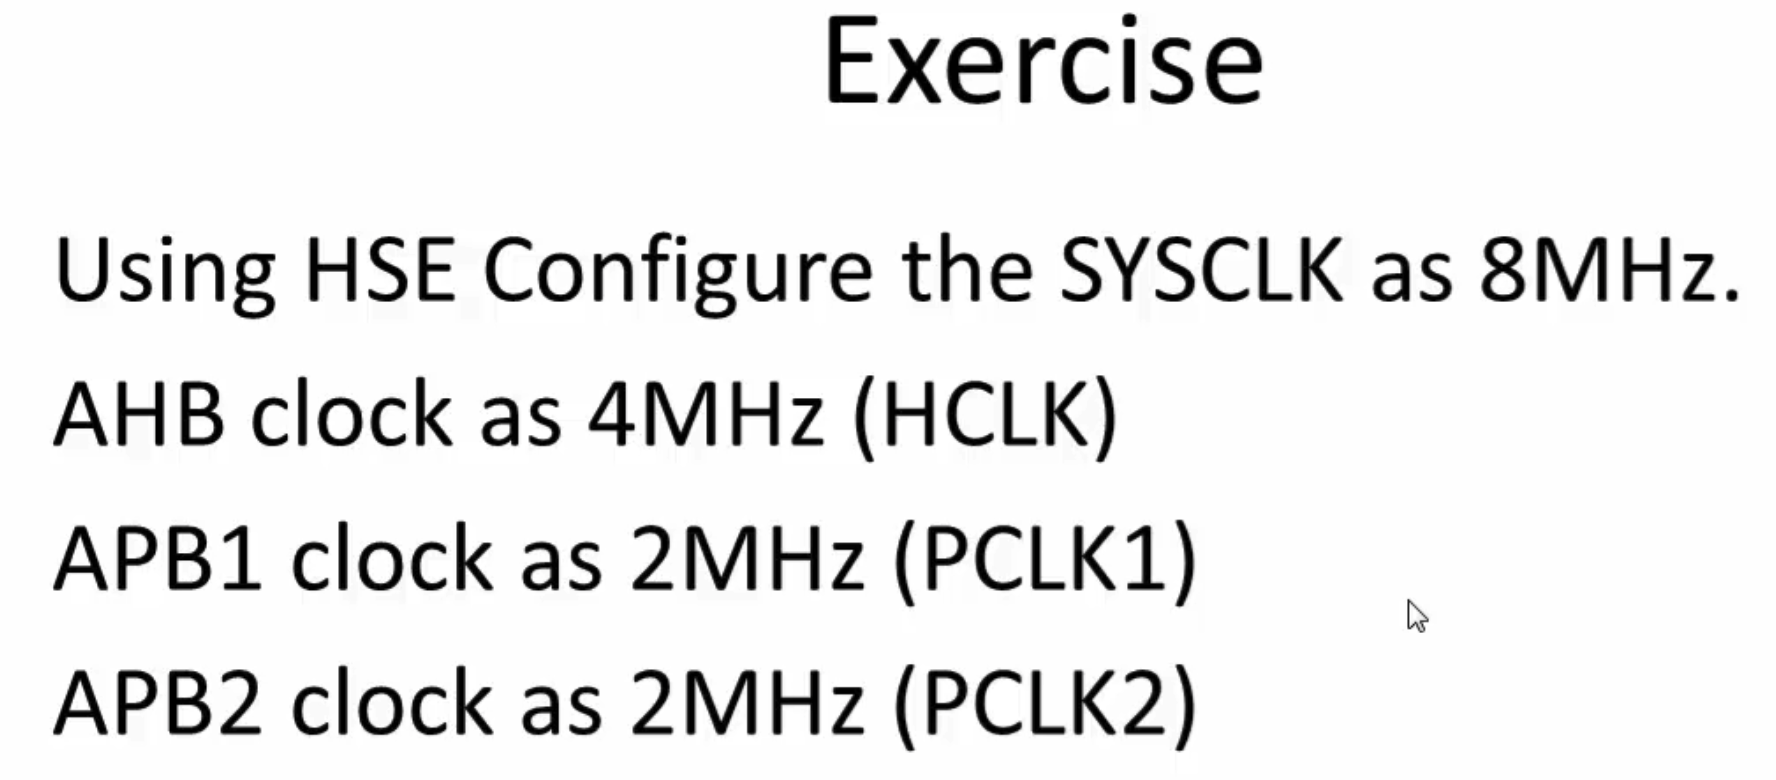 Exercise
Using HSE Configure the SYSCLK as 8MHz.
AHB clock as 4MHz (HCLK)
APB1 clock as 2MHz (PCLK1)
APB2 clock as 2MHz (PCLK2)